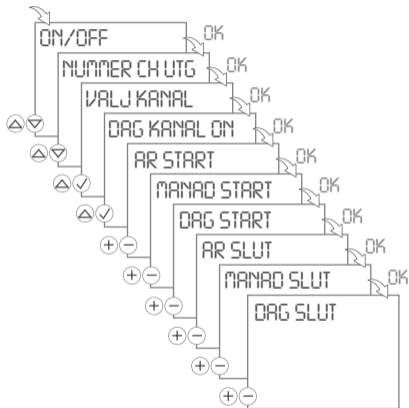 ON/OFF
OK
NUMMER CH UTG
OK
VALJ KANAL
OK
DAG KANAL ON
OK
AR START
OK
MANAD START
OK
DAG START
OK
AR SLUT
OK
MANAD SLUT
OK
DAG SLUT